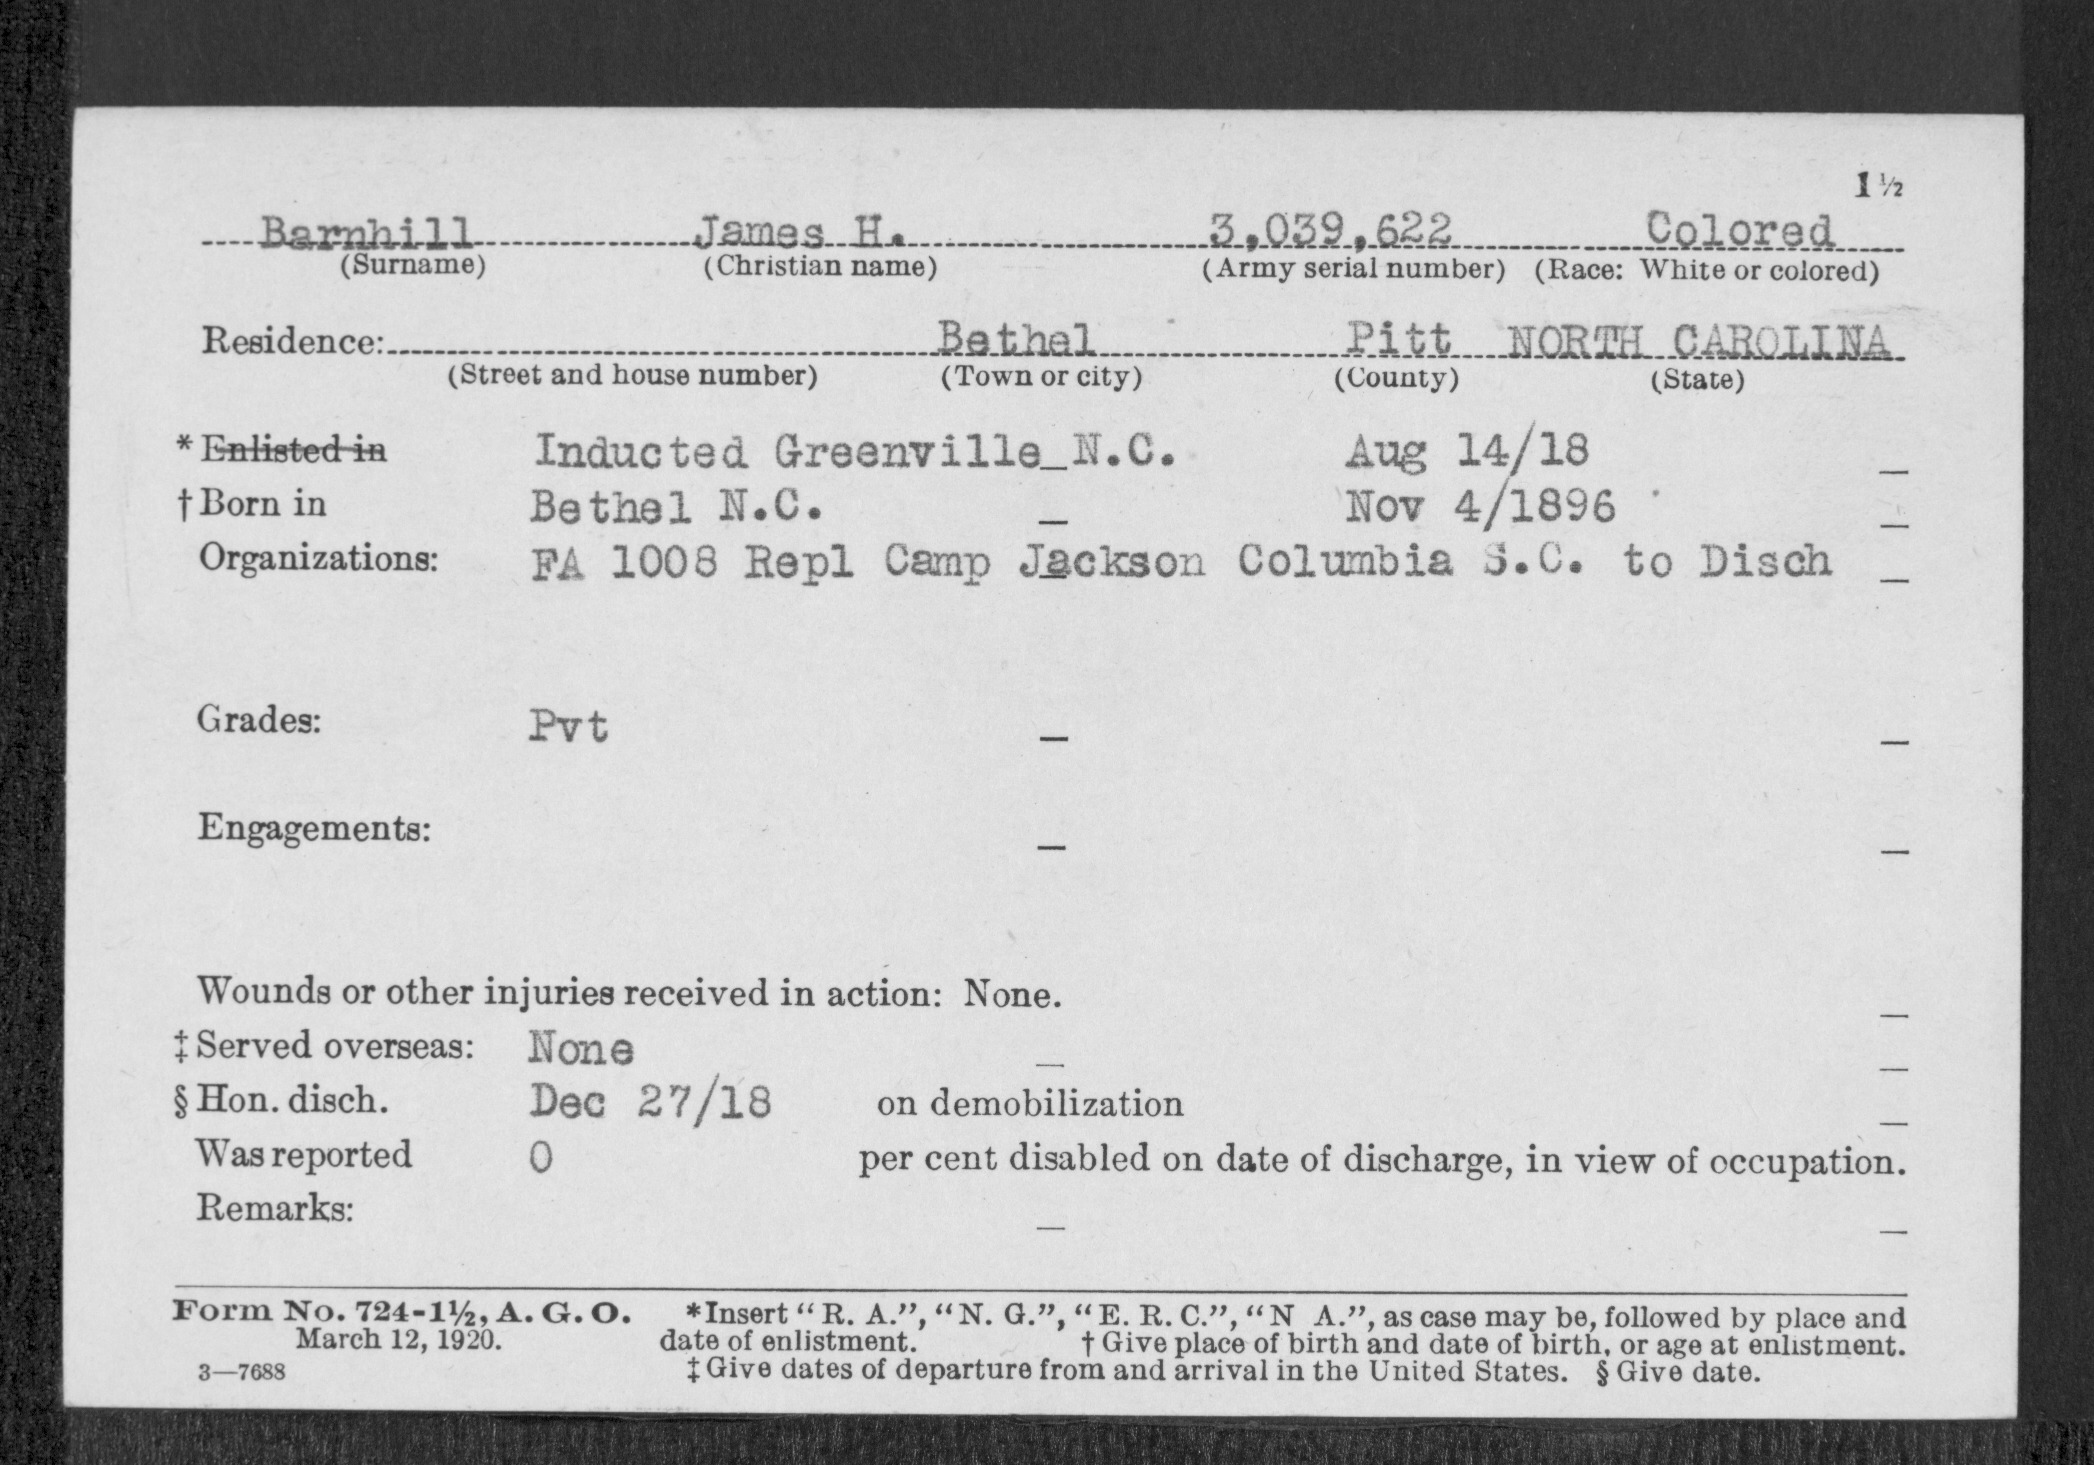 1 ½
Barnhill James H. 3,039,622 Colored
(Surname) (Christian name) (Army serial number) (Race: White or colored)
Residence: Bethel Pitt NORTH CAROLINA
(Street and house number) (Town or city) (County) (State)
* Enlisted in Inducted Greenville N.C. Aug 14/18
† Born in Bethel N.C. Nov 4/1896
Organizations: FA 1008 Repl Camp Jackson Columbia S.C. to Disch
Grades: Pvt
Engagements:
Wounds or other injuries received in action: None.
‡ Served overseas: None
§ Hon. disch. Dec 27/18 on demobilization
Was reported 0 per cent disabled on date of discharge, in view of occupation.
Remarks:
Form No. 724-1½, A. G. O. *Insert "R. A.", "N. G.", "E. R. C.", "N A.", as case may be, followed by place and
March 12, 1920. date of enlistment. † Give place of birth and date of birth, or age at enlistment.
3—7688 ‡ Give dates of departure from and arrival in the United States. § Give date.